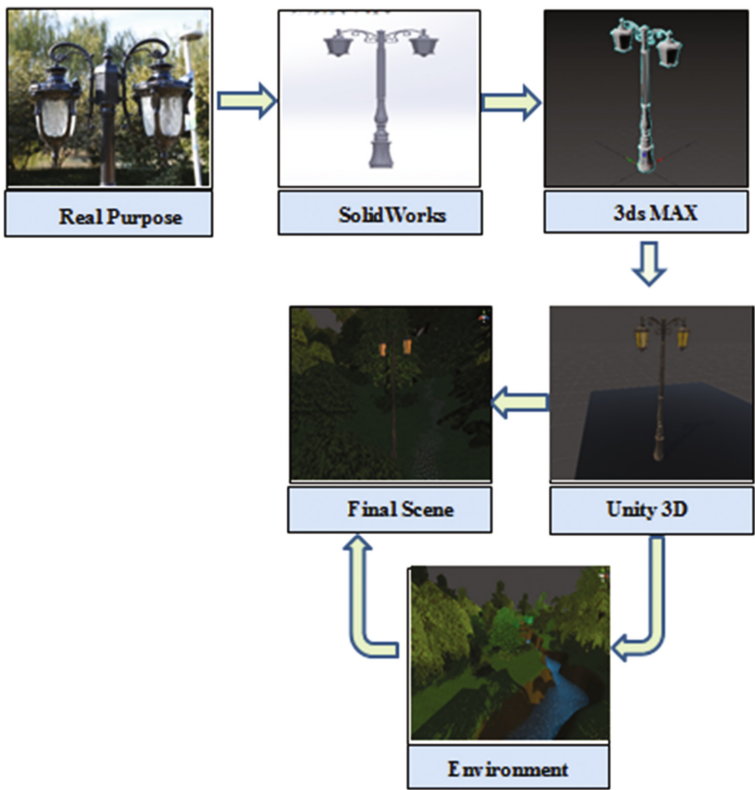 Real Purpose
SolidWorks
3ds MAX
Final Scene
Unity 3D
Environment